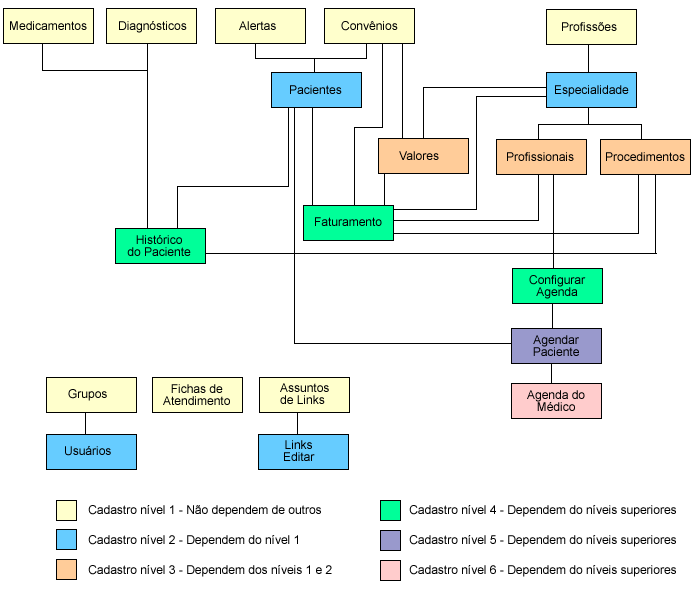 Medicamentos
Diagnósticos
Alertas
Convênios
Profissões
Pacientes
Especialidade
Valores
Profissionais
Procedimentos
Faturamento
Histórico
do Paciente
Configurar
Agenda
Agendar
Paciente
Agenda do
Médico
Grupos
Fichas de
Atendimento
Assuntos
de Links
Usuários
Links
Editar
Cadastro nível 1 - Não dependem de outros
Cadastro nível 2 - Dependem do nível 1
Cadastro nível 3 - Dependem dos níveis 1 e 2
Cadastro nível 4 - Dependem do níveis superiores
Cadastro nível 5 - Dependem do níveis superiores
Cadastro nível 6 - Dependem do níveis superiores